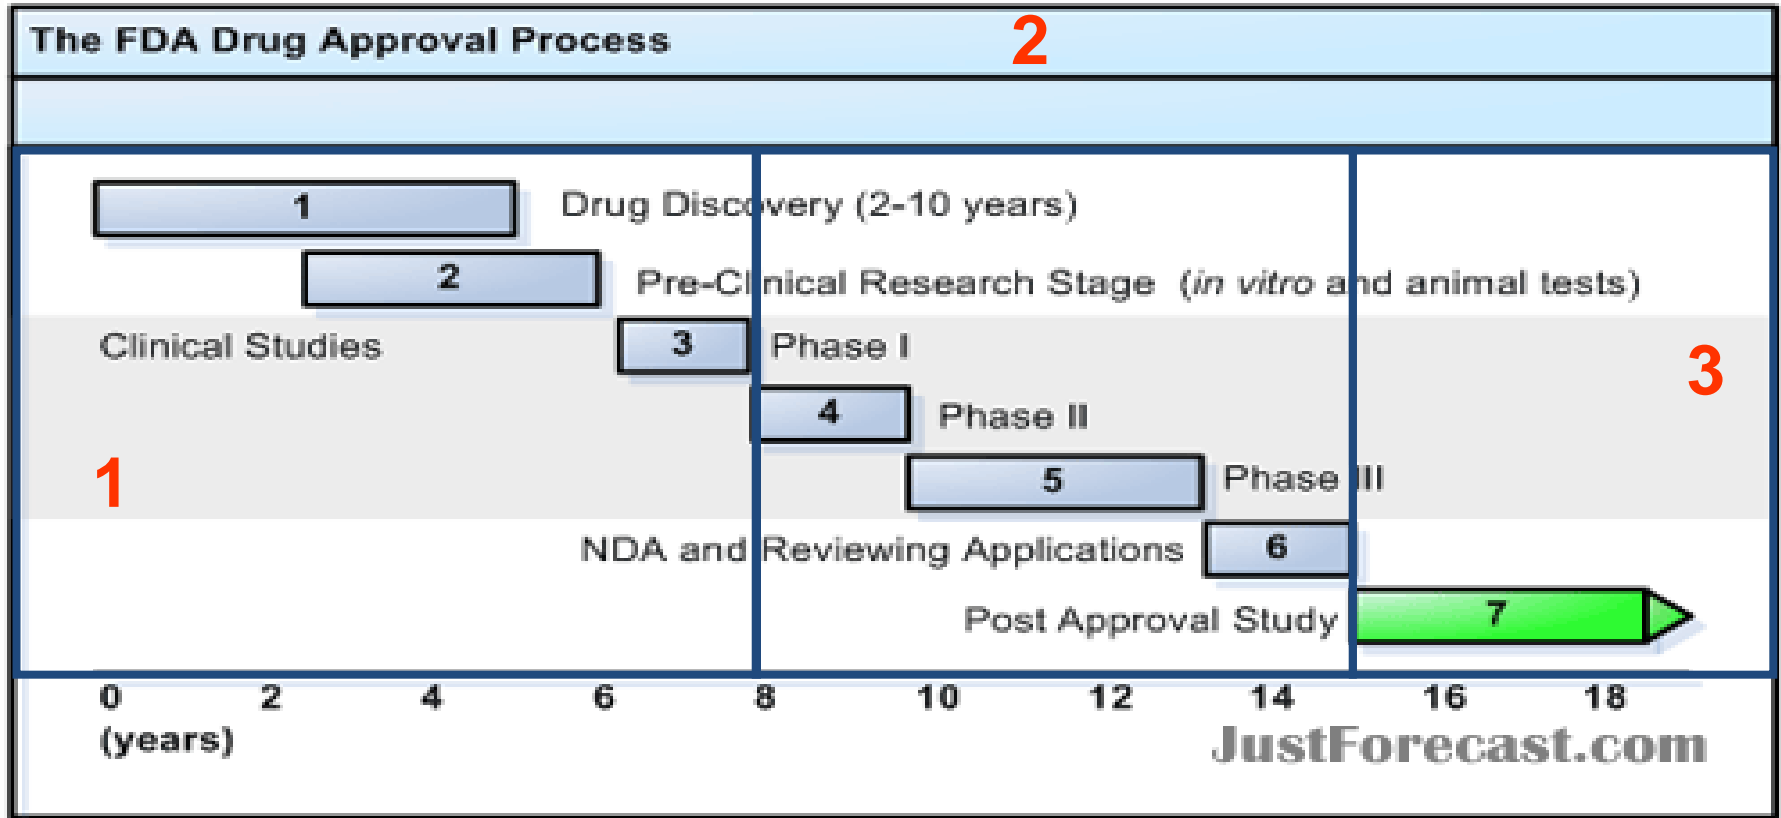 The FDA Drug Approval Process 2
1 Drug Discovery (2-10 years)
2 Pre-Clinical Research Stage (in vitro and animal tests)
Clinical Studies 3 Phase I
3
4 Phase II
1 5 Phase III
NDA and Reviewing Applications 6
Post Approval Study 7
0 2 4 6 8 10 12 14 16 18
(years)
JustForecast.com